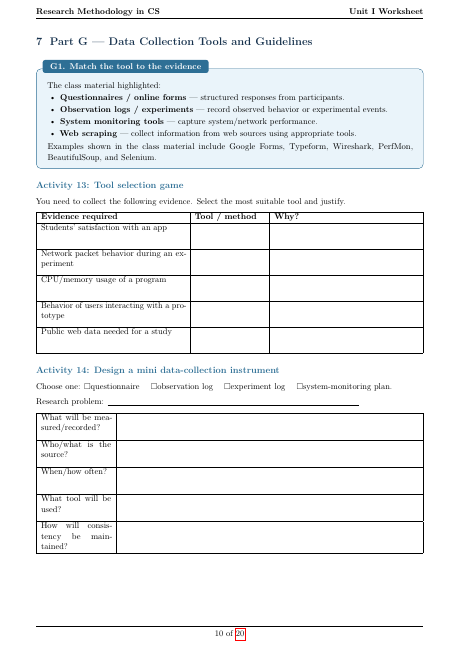 Research Methodology in CS Unit I Worksheet
7 Part G — Data Collection Tools and Guidelines
G1. Match the tool to the evidence
The class material highlighted:
• Questionnaires / online forms — structured responses from participants.
• Observation logs / experiments — record observed behavior or experimental events.
• System monitoring tools — capture system/network performance.
• Web scraping — collect information from web sources using appropriate tools.
Examples shown in the class material include Google Forms, Typeform, Wireshark, PerfMon,
BeautifulSoup, and Selenium.
Activity 13: Tool selection game
You need to collect the following evidence. Select the most suitable tool and justify.
Evidence required Tool / method Why?
Students' satisfaction with an app
Network packet behavior during an ex-
periment
CPU/memory usage of a program
Behavior of users interacting with a pro-
totype
Public web data needed for a study
Activity 14: Design a mini data-collection instrument
Choose one: ☐questionnaire ☐observation log ☐experiment log ☐system-monitoring plan.
Research problem:
What will be mea-
sured/recorded?
Who/what is the
source?
When/how often?
What tool will be
used?
How will consis-
tency be main-
tained?
10 of 20